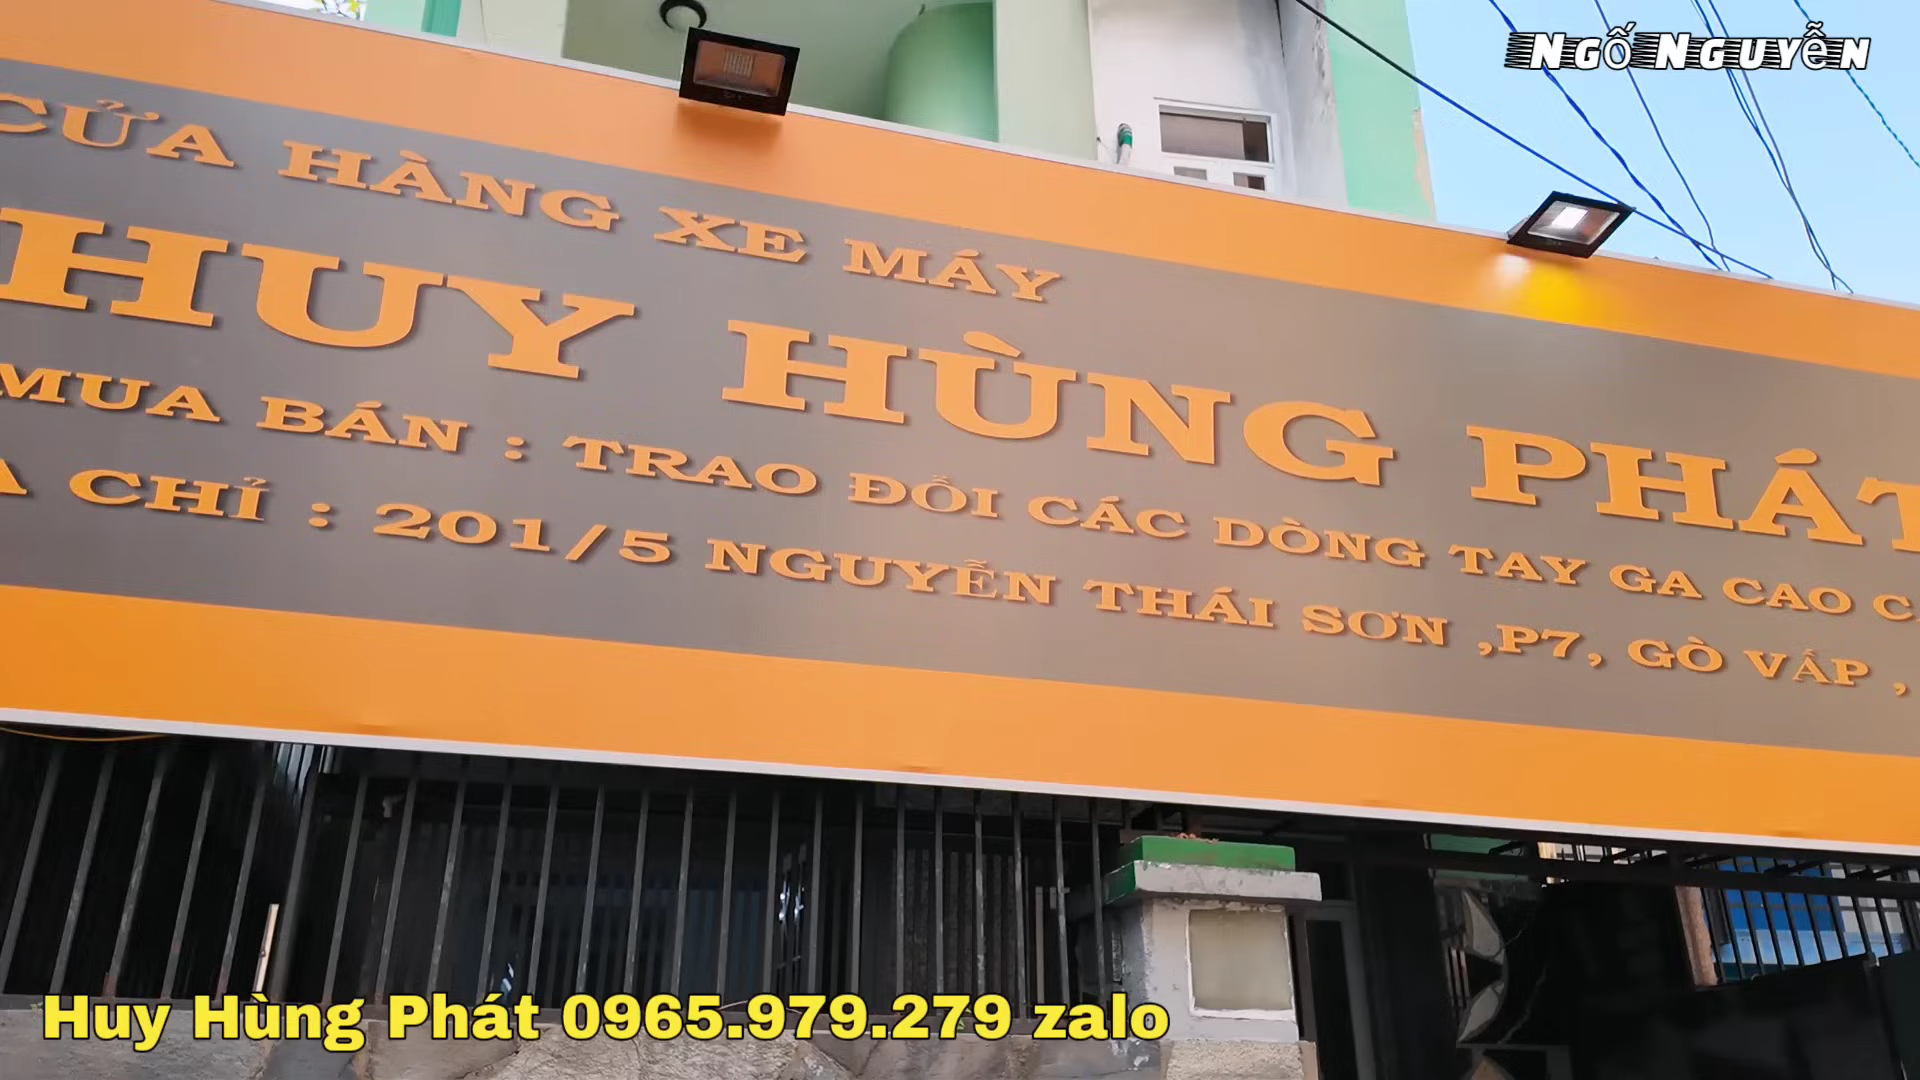 NGỐ NGUYỄN
CỬA HÀNG XE MÁY
HUY HÙNG PHÁT
MUA BÁN : TRAO ĐỔI CÁC DÒNG TAY GA CAO
CHỈ : 201/5 NGUYỄN THÁI SƠN ,P7, GÒ VẤP ,
Huy Hùng Phát 0965.979.279 zalo